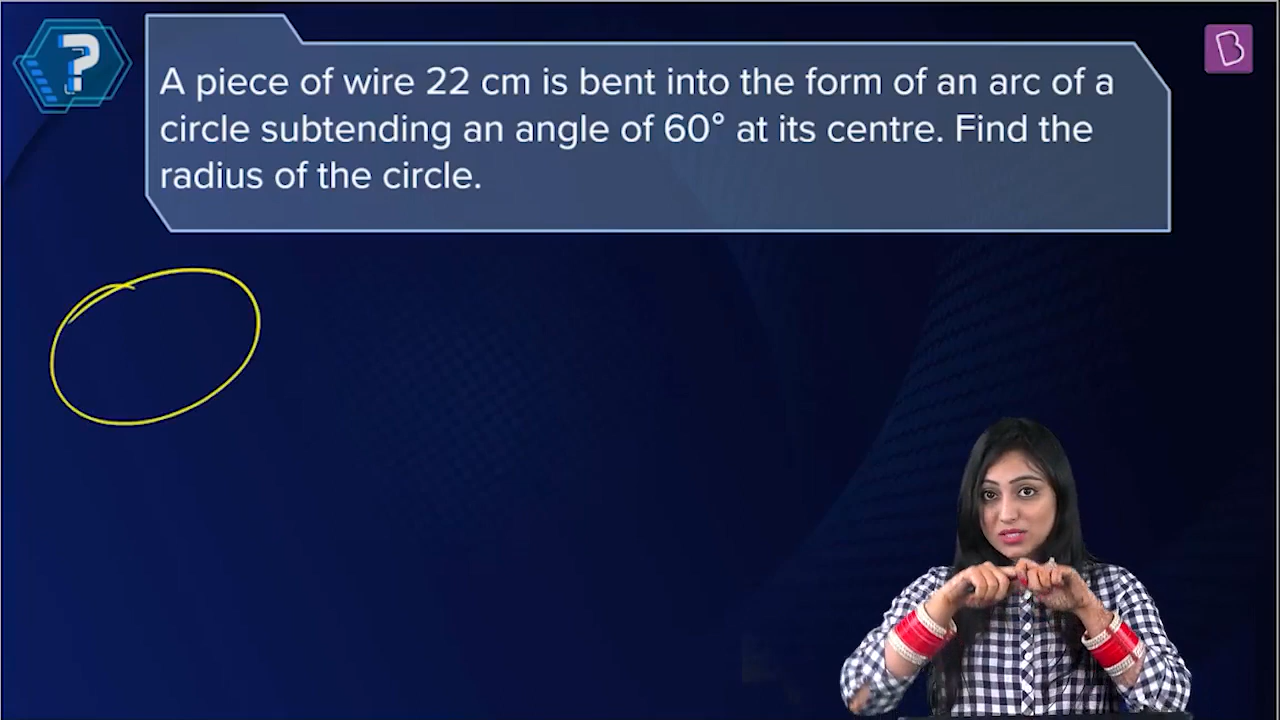 ?
A piece of wire 22 cm is bent into the form of an arc of a
circle subtending an angle of 60° at its centre. Find the
radius of the circle.
B